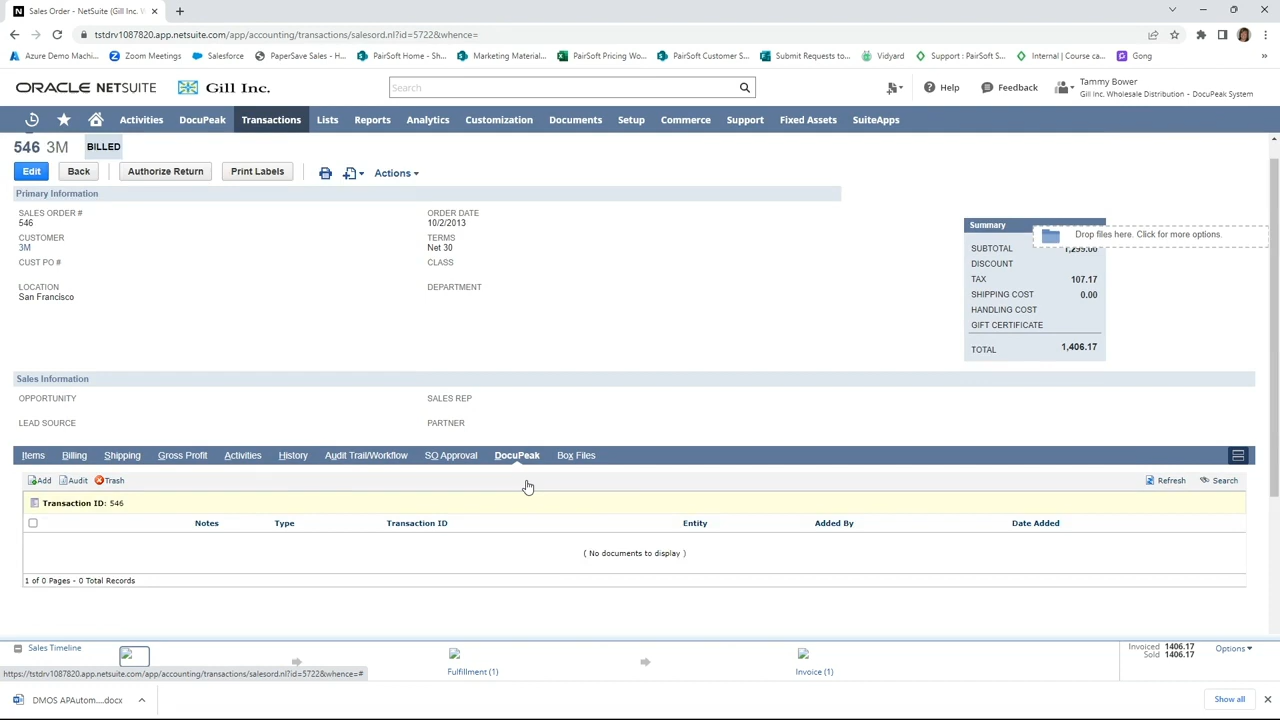 Sales Order - NetSuite (Gill Inc. W
tstdrv1087820.app.netsuite.com/app/accounting/transactions/salesord.nl?id=5722&whence=
Azure Demo Machi... Zoom Meetings Salesforce PaperSave Sales - H... PairSoft Home - Sh... Marketing Material... PairSoft Pricing Wo... PairSoft Customer S... Submit Requests to... Vidyard Support : PairSoft S... Internal | Course ca... Gong
ORACLE NETSUITE Gill Inc. Search Help Feedback Tammy Bower
Gill Inc. Wholesale Distribution - DocuPeak System
Activities DocuPeak Transactions Lists Reports Analytics Customization Documents Setup Commerce Support Fixed Assets SuiteApps
546 3M BILLED
Edit Back Authorize Return Print Labels Actions
Primary Information
SALES ORDER #
546
CUSTOMER
3M
CUST PO #
LOCATION
San Francisco
ORDER DATE
10/2/2013
TERMS
Net 30
CLASS
DEPARTMENT
Summary
Drop files here. Click for more options.
SUBTOTAL 1,299.00
DISCOUNT
TAX 107.17
SHIPPING COST 0.00
HANDLING COST
GIFT CERTIFICATE
TOTAL 1,406.17
Sales Information
OPPORTUNITY
LEAD SOURCE
SALES REP
PARTNER
Items Billing Shipping Gross Profit Activities History Audit Trail/Workflow SO Approval DocuPeak Box Files
Add Audit Trash Refresh Search
Transaction ID: 546
Notes Type Transaction ID Entity Added By Date Added
( No documents to display )
1 of 0 Pages - 0 Total Records
Sales Timeline
Fulfillment (1)
Invoice (1)
Invoiced 1406.17
Sold 1406.17
Options
https://tstdrv1087820.app.netsuite.com/app/accounting/transactions/salesord.nl?id=5722&whence=#
DMOS APAutom....docx Show all